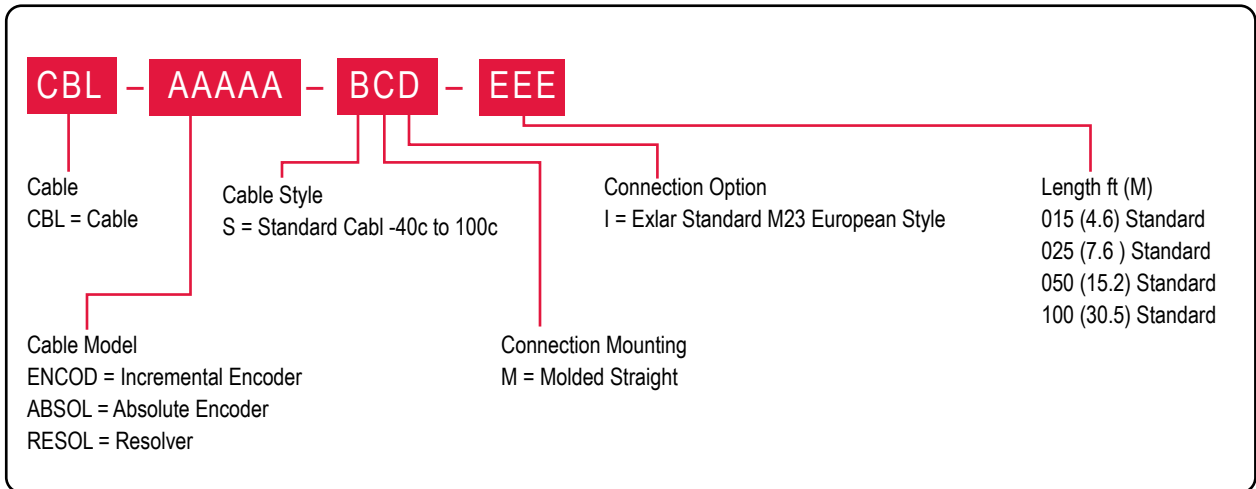 CBL – AAAAA – BCD – EEE
Cable
CBL = Cable
Cable Style
S = Standard Cabl -40c to 100c
Connection Option
I = Exlar Standard M23 European Style
Length ft (M)
015 (4.6) Standard
025 (7.6 ) Standard
050 (15.2) Standard
100 (30.5) Standard
Cable Model
ENCOD = Incremental Encoder
ABSOL = Absolute Encoder
RESOL = Resolver
Connection Mounting
M = Molded Straight